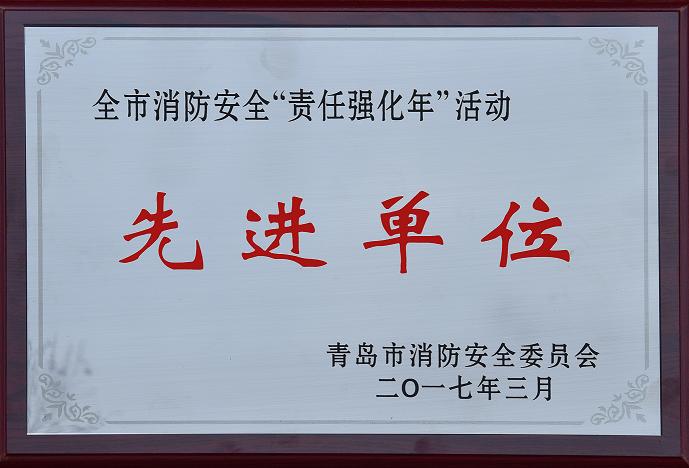 全市消防安全“责任强化年”活动
先进单位
青岛市消防安全委员会
二O一七年三月